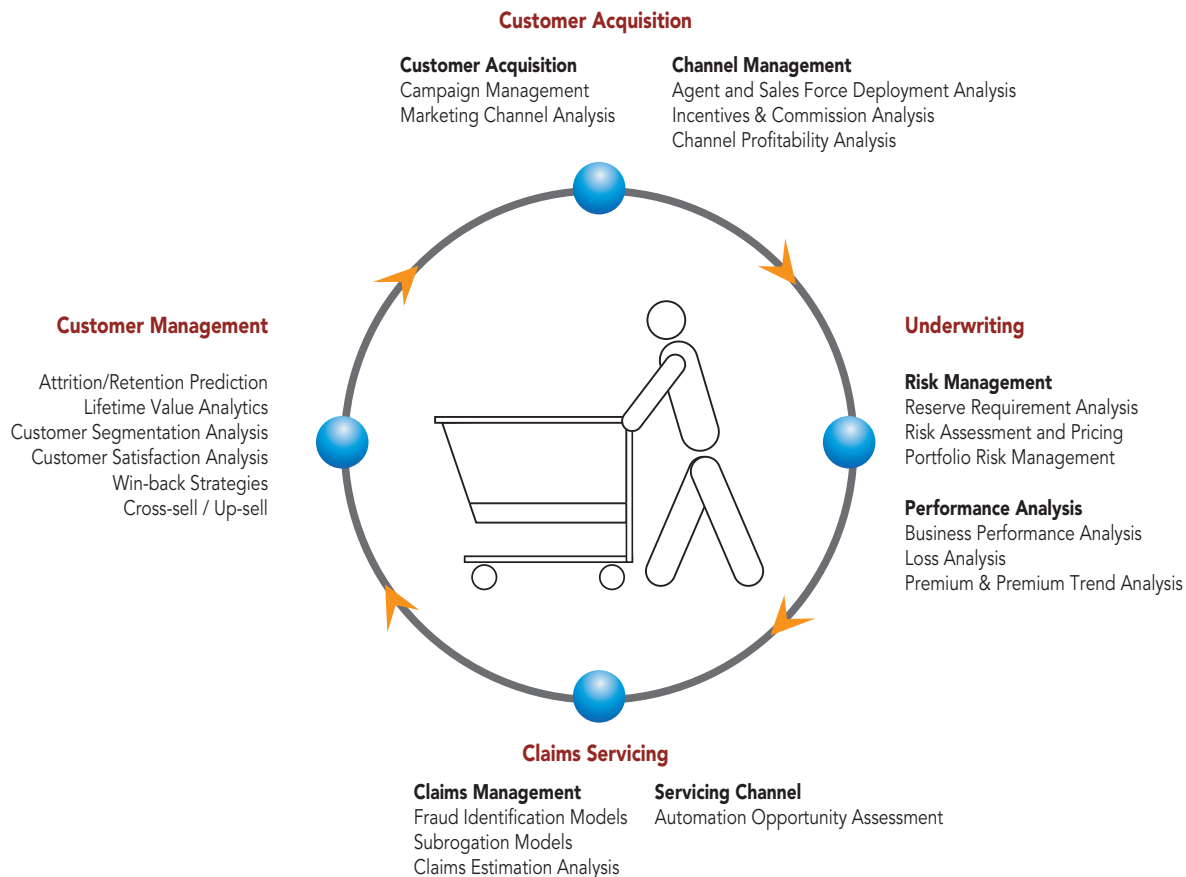 Customer Acquisition
Customer Acquisition
Campaign Management
Marketing Channel Analysis
Channel Management
Agent and Sales Force Deployment Analysis
Incentives & Commission Analysis
Channel Profitability Analysis
Customer Management
Attrition/Retention Prediction
Lifetime Value Analytics
Customer Segmentation Analysis
Customer Satisfaction Analysis
Win-back Strategies
Cross-sell / Up-sell
Underwriting
Risk Management
Reserve Requirement Analysis
Risk Assessment and Pricing
Portfolio Risk Management
Performance Analysis
Business Performance Analysis
Loss Analysis
Premium & Premium Trend Analysis
Claims Servicing
Claims Management
Fraud Identification Models
Subrogation Models
Claims Estimation Analysis
Servicing Channel
Automation Opportunity Assessment